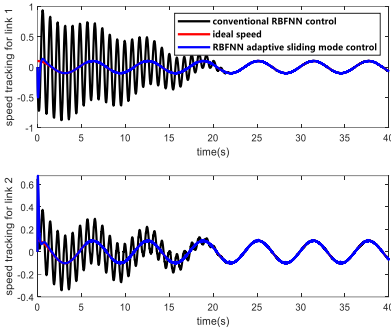 conventional RBFNN control
ideal speed
RBFNN adaptive sliding mode control
speed tracking for link 1
1
0.5
0
-0.5
-1
0 5 10 15 20 25 30 35 40
time(s)
speed tracking for link 2
0.6
0.4
0.2
0
-0.2
-0.4
0 5 10 15 20 25 30 35 40
time(s)